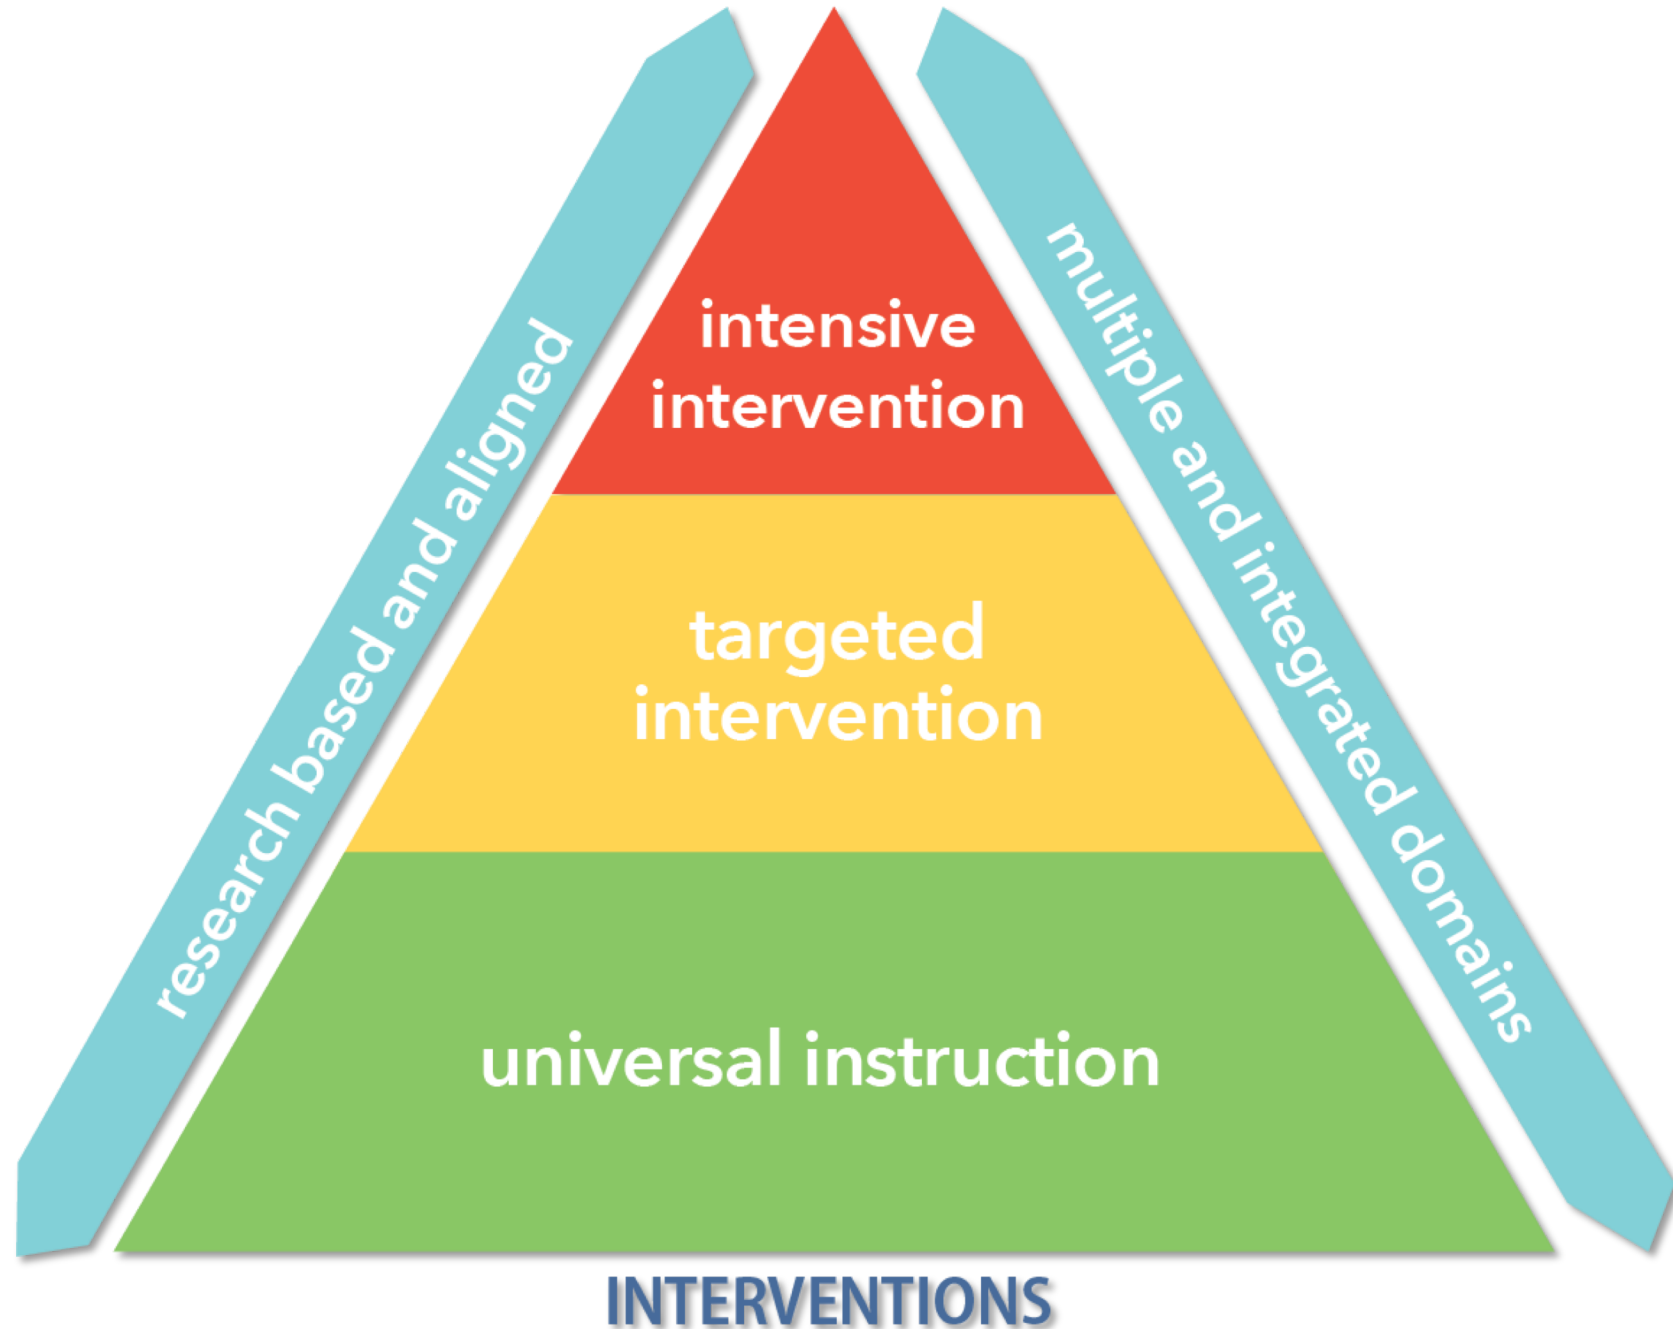 research based and aligned
multiple and integrated domains
intensive
intervention
targeted
intervention
universal instruction
INTERVENTIONS